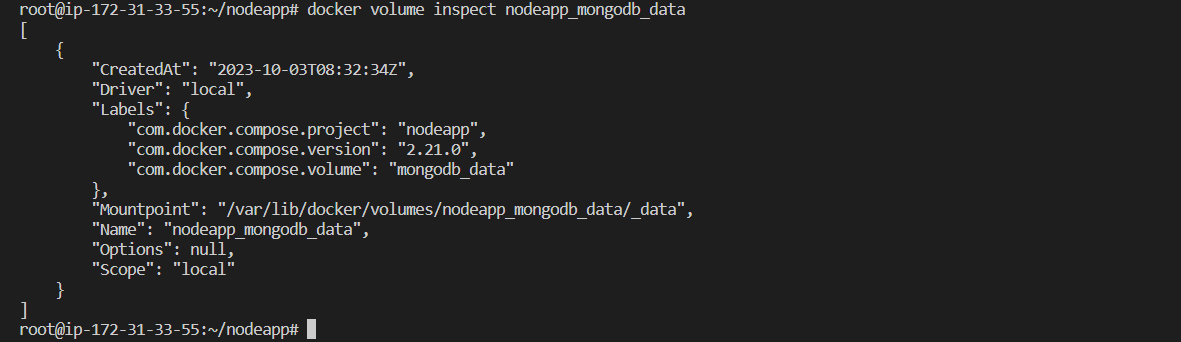 root@ip-172-31-33-55:~/nodeapp# docker volume inspect nodeapp_mongodb_data
[
    {
        "CreatedAt": "2023-10-03T08:32:34Z",
        "Driver": "local",
        "Labels": {
            "com.docker.compose.project": "nodeapp",
            "com.docker.compose.version": "2.21.0",
            "com.docker.compose.volume": "mongodb_data"
        },
        "Mountpoint": "/var/lib/docker/volumes/nodeapp_mongodb_data/_data",
        "Name": "nodeapp_mongodb_data",
        "Options": null,
        "Scope": "local"
    }
]
root@ip-172-31-33-55:~/nodeapp#